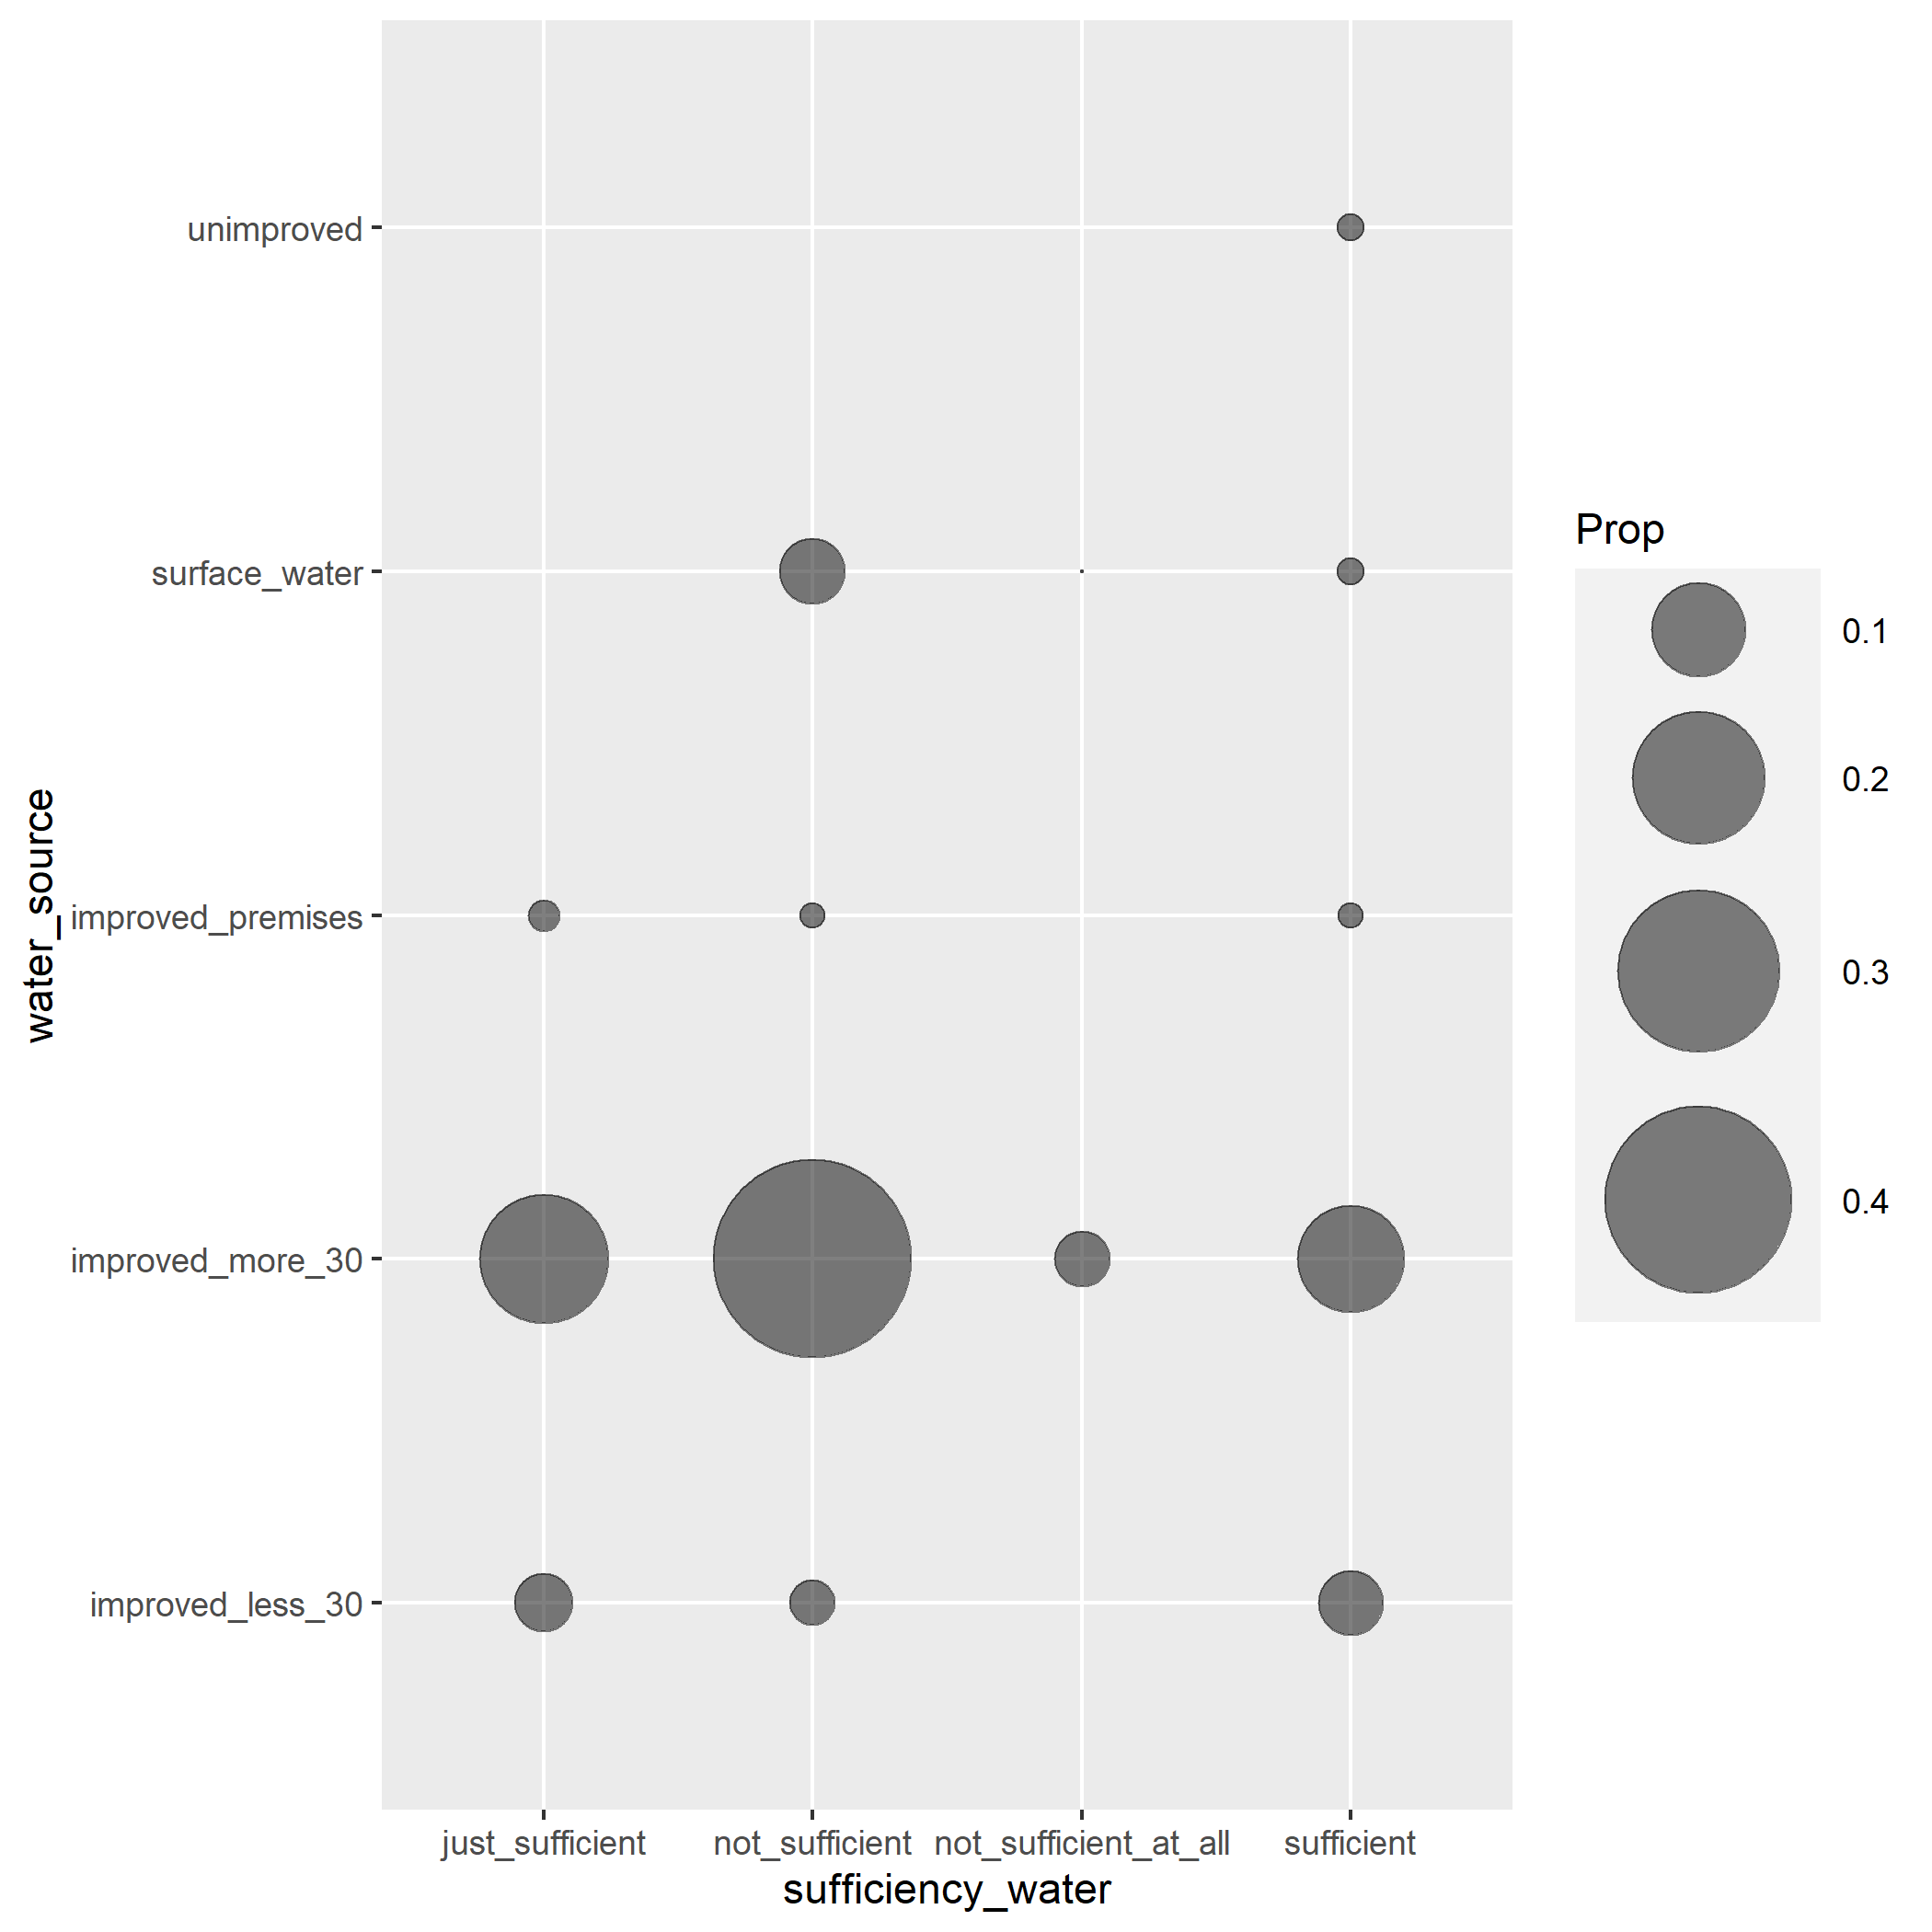 water_source
unimproved
surface_water
improved_premises
improved_more_30
improved_less_30
just_sufficient
not_sufficient
not_sufficient_at_all
sufficient
sufficiency_water
Prop
0.1
0.2
0.3
0.4